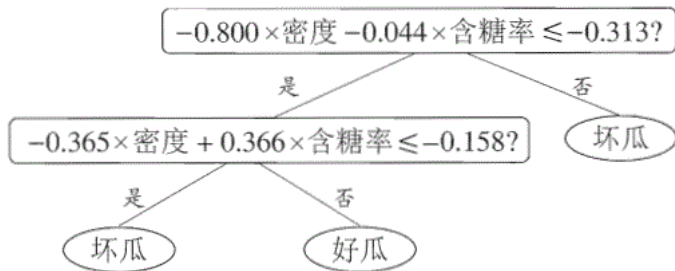 -0.800×密度-0.044×含糖率≤-0.313?
是
否
-0.365×密度+0.366×含糖率≤-0.158?
坏瓜
是
否
坏瓜
好瓜